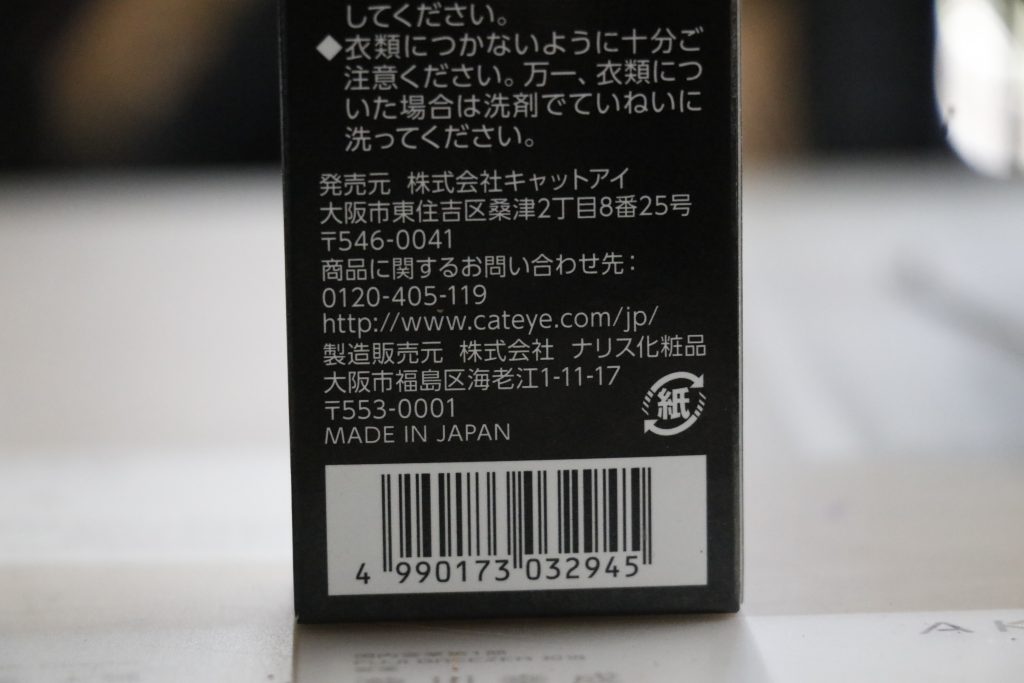 してください。
◆衣類につかないように十分ご
注意ください。万一、衣類につ
いた場合は洗剤でていねいに
洗ってください。
発売元 株式会社キャットアイ
大阪市東住吉区桑津2丁目8番25号
〒546-0041
商品に関するお問い合わせ先：
0120-405-119
http://www.cateye.com/jp/
製造販売元 株式会社 ナリス化粧品
大阪市福島区海老江1-11-17
〒553-0001
紙
MADE IN JAPAN
4 990173 032945